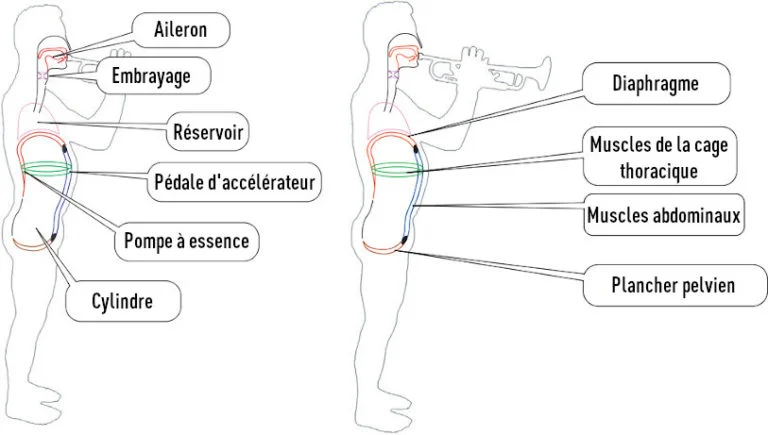 Aileron
Embrayage
Réservoir
Pédale d'accélérateur
Pompe à essence
Cylindre
Diaphragme
Muscles de la cage
thoracique
Muscles abdominaux
Plancher pelvien